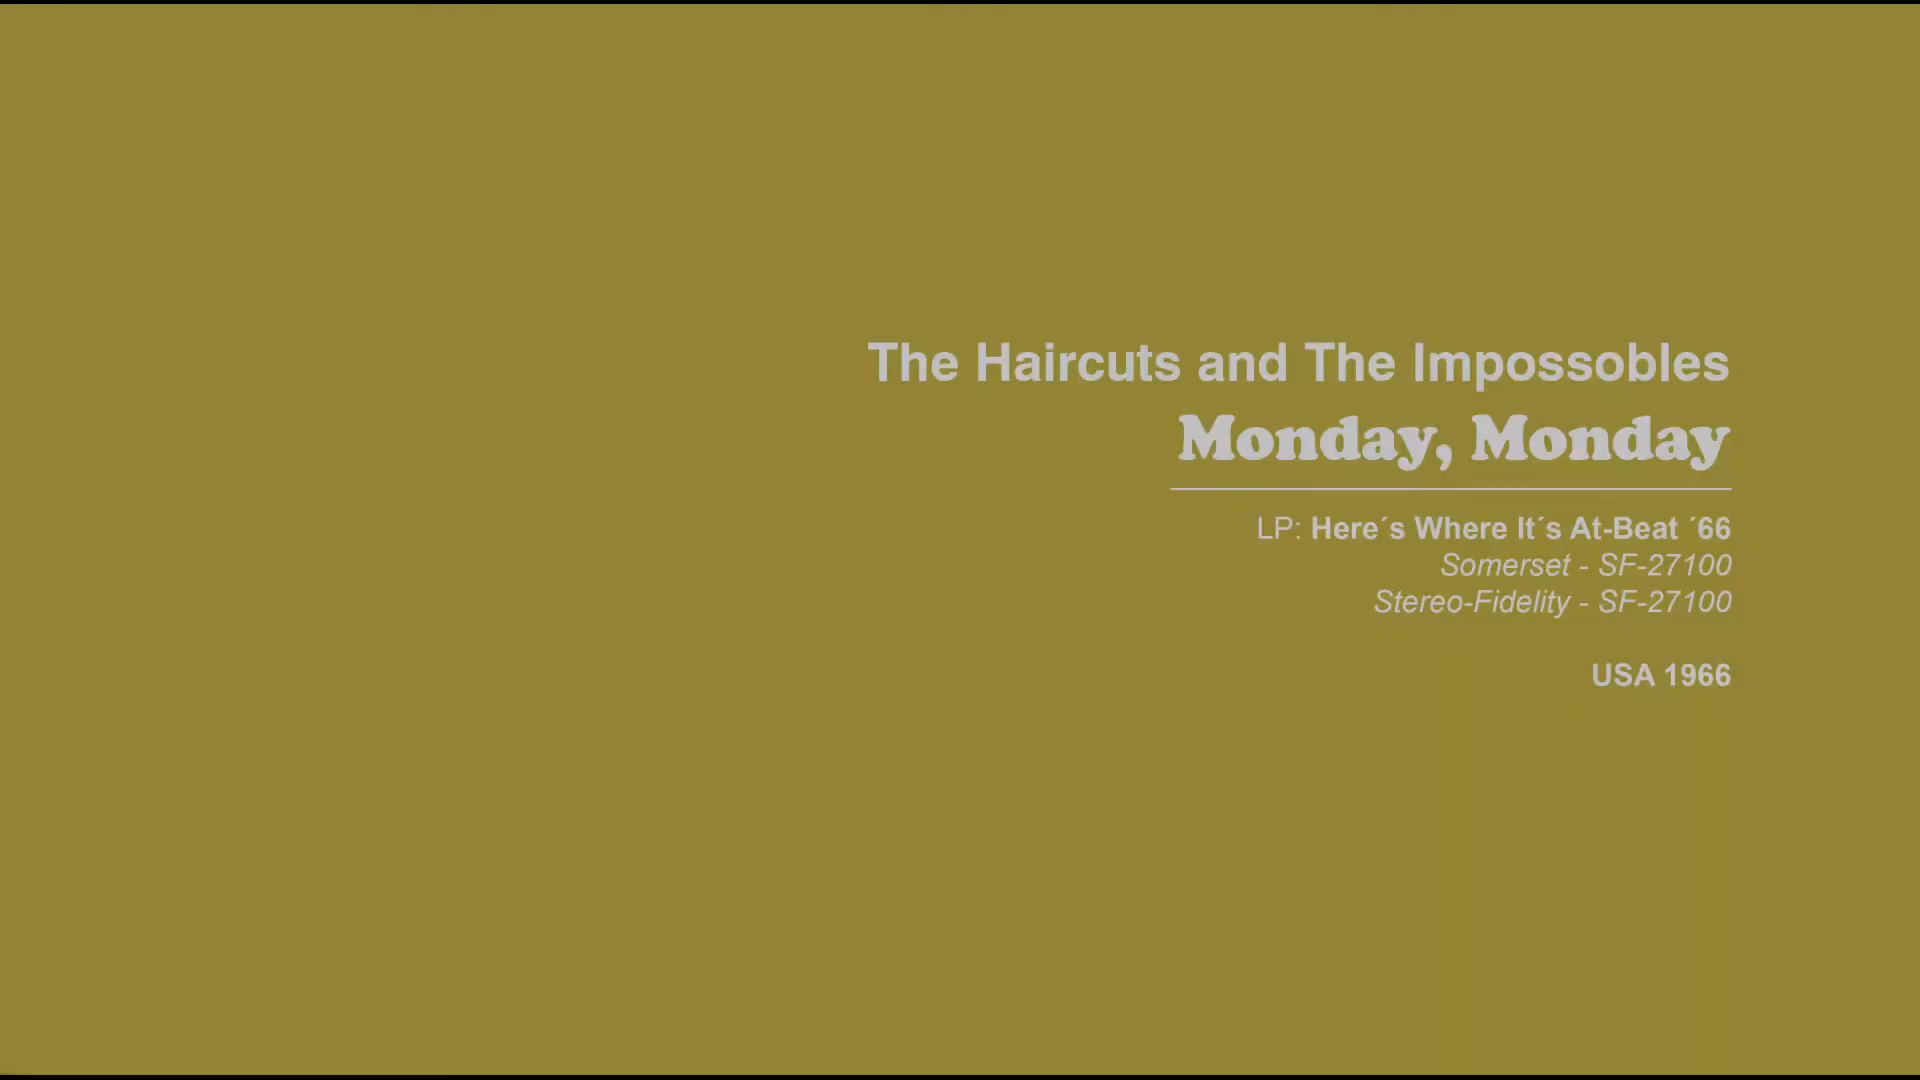 The Haircuts and The Impossobles
Monday, Monday
LP: Here´s Where It´s At-Beat ´66
Somerset - SF-27100
Stereo-Fidelity - SF-27100
USA 1966